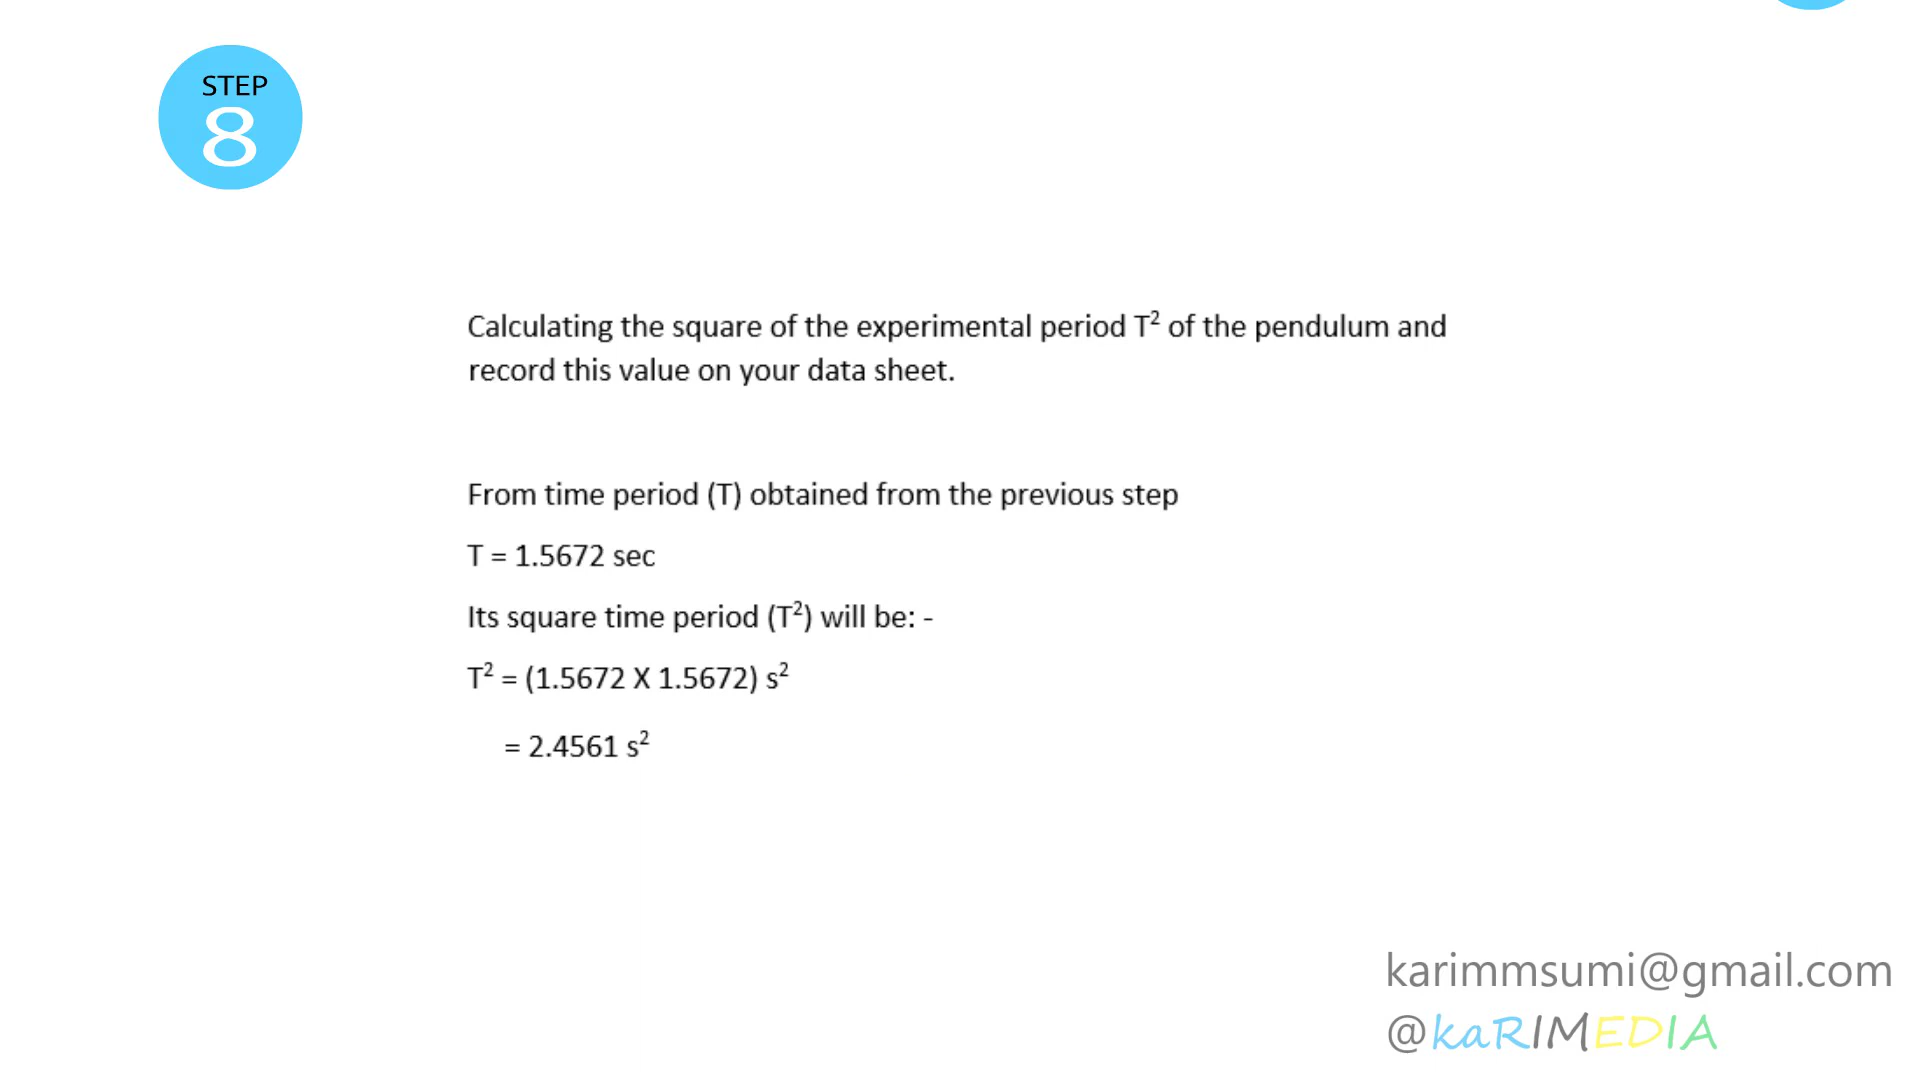 STEP
8
Calculating the square of the experimental period T² of the pendulum and
record this value on your data sheet.
From time period (T) obtained from the previous step
T = 1.5672 sec
Its square time period (T²) will be: -
T² = (1.5672 X 1.5672) s²
= 2.4561 s²
karimmsumi@gmail.com
@kaRIMEDIA